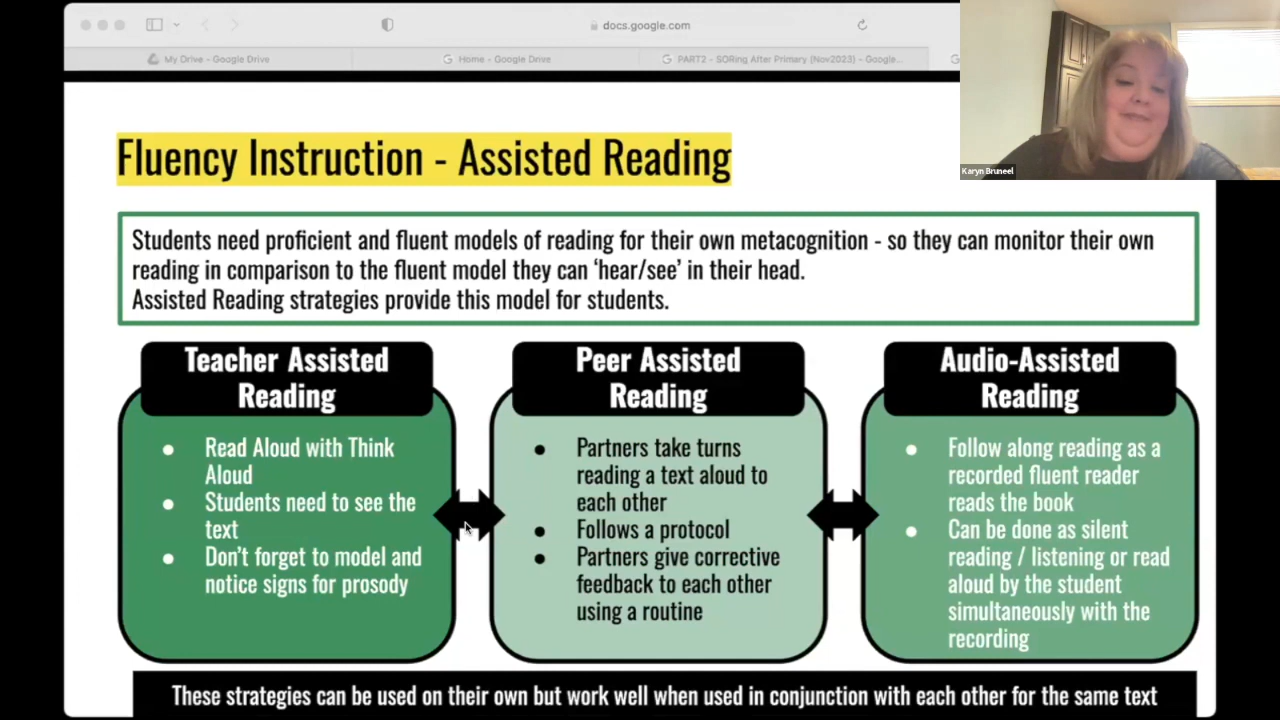 docs.google.com
My Drive - Google Drive
Home - Google Drive
PART2 - SORing After Primary (Nov2023) - Google...
Karyn Bruneel
Fluency Instruction - Assisted Reading
Students need proficient and fluent models of reading for their own metacognition - so they can monitor their own
reading in comparison to the fluent model they can ‘hear/see’ in their head.
Assisted Reading strategies provide this model for students.
Teacher Assisted
Reading
● Read Aloud with Think
Aloud
● Students need to see the
text
● Don’t forget to model and
notice signs for prosody
Peer Assisted
Reading
● Partners take turns
reading a text aloud to
each other
● Follows a protocol
● Partners give corrective
feedback to each other
using a routine
Audio-Assisted
Reading
● Follow along reading as a
recorded fluent reader
reads the book
● Can be done as silent
reading / listening or read
aloud by the student
simultaneously with the
recording
These strategies can be used on their own but work well when used in conjunction with each other for the same text